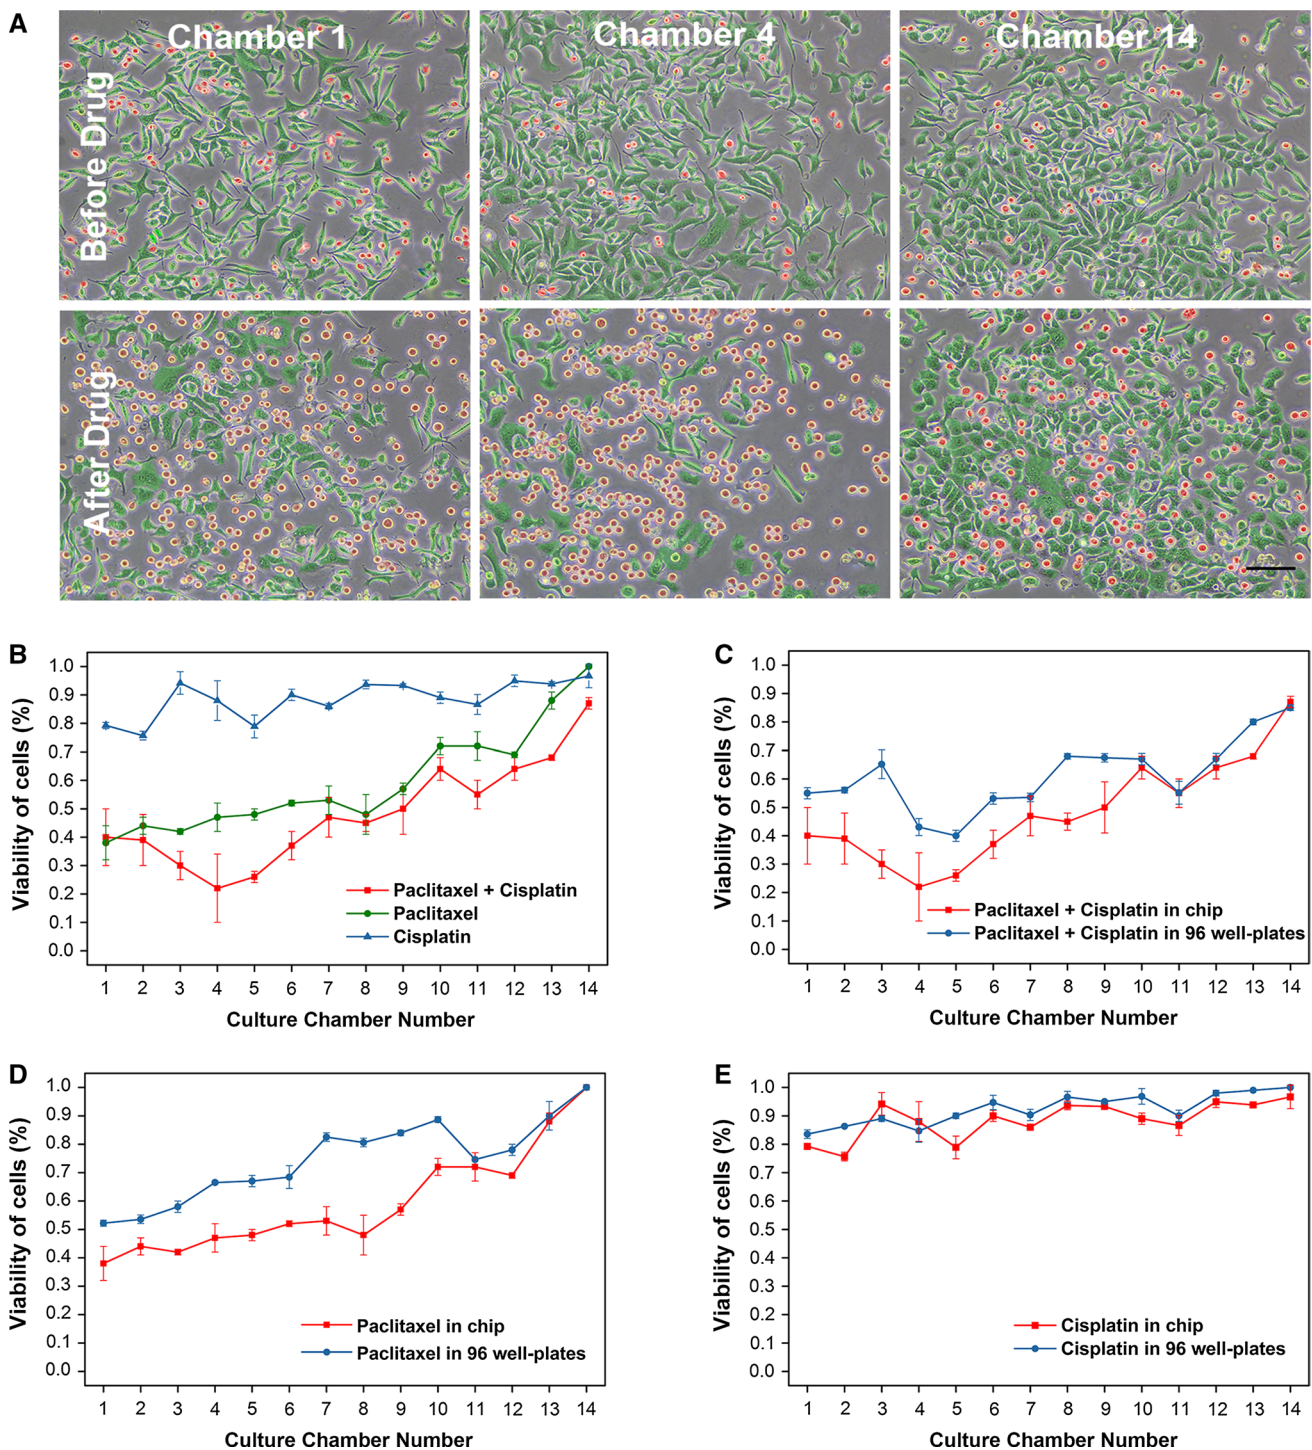 A
Chamber 1
Chamber 4
Chamber 14
Before Drug
After Drug
B
Viability of cells (%)
1.0
0.9
0.8
0.7
0.6
0.5
0.4
0.3
0.2
0.1
0.0
Paclitaxel + Cisplatin
Paclitaxel
Cisplatin
1 2 3 4 5 6 7 8 9 10 11 12 13 14
Culture Chamber Number
C
Viability of cells (%)
1.0
0.9
0.8
0.7
0.6
0.5
0.4
0.3
0.2
0.1
0.0
Paclitaxel + Cisplatin in chip
Paclitaxel + Cisplatin in 96 well-plates
1 2 3 4 5 6 7 8 9 10 11 12 13 14
Culture Chamber Number
D
Viability of cells (%)
1.0
0.9
0.8
0.7
0.6
0.5
0.4
0.3
0.2
0.1
0.0
Paclitaxel in chip
Paclitaxel in 96 well-plates
1 2 3 4 5 6 7 8 9 10 11 12 13 14
Culture Chamber Number
E
Viability of cells (%)
1.0
0.9
0.8
0.7
0.6
0.5
0.4
0.3
0.2
0.1
0.0
Cisplatin in chip
Cisplatin in 96 well-plates
1 2 3 4 5 6 7 8 9 10 11 12 13 14
Culture Chamber Number